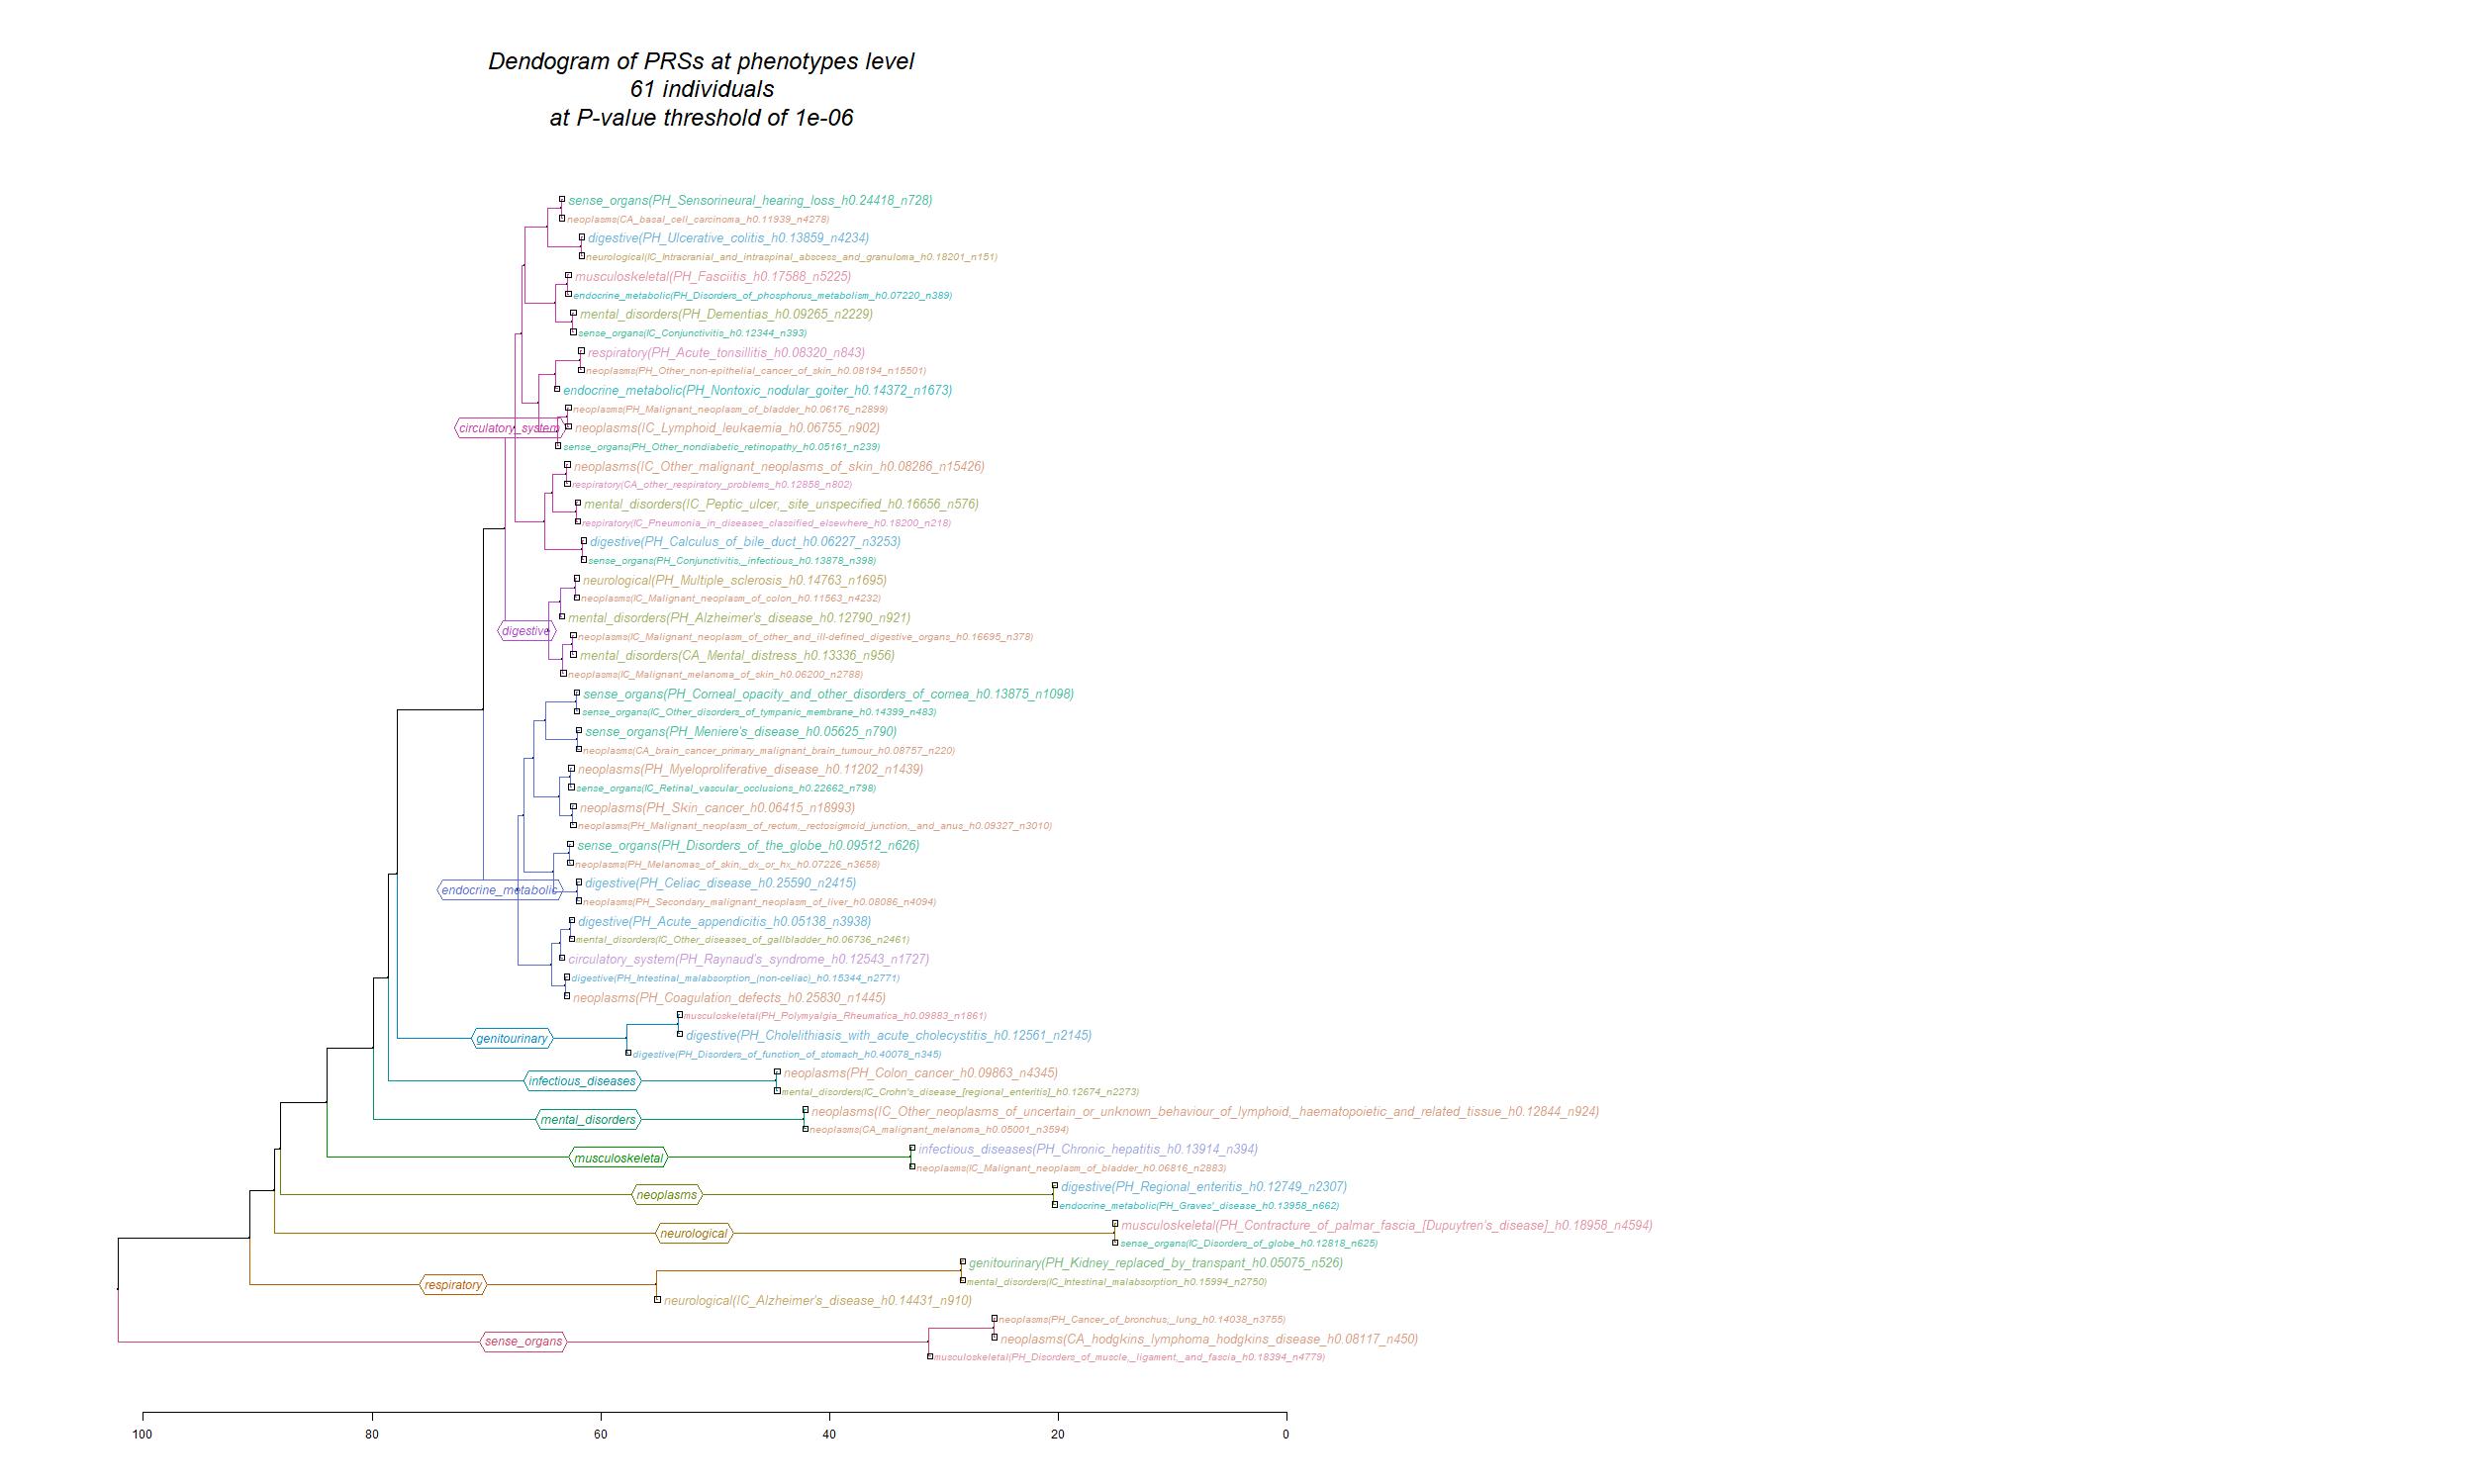 Dendogram of PRSs at phenotypes level
61 individuals
at P-value threshold of 1e-06
sense_organs(PH_Sensorineural_hearing_loss_h0.24418_n728)
neoplasms(CA_basal_cell_carcinoma_h0.11939_n4278)
digestive(PH_Ulcerative_colitis_h0.13859_n4234)
neurological(IC_Intracranial_and_intraspinal_abscess_and_granuloma_h0.18201_n151)
musculoskeletal(PH_Fasciitis_h0.17588_n5225)
endocrine_metabolic(PH_Disorders_of_phosphorus_metabolism_h0.07220_n389)
mental_disorders(PH_Dementias_h0.09265_n2229)
sense_organs(IC_Conjunctivitis_h0.12344_n393)
respiratory(PH_Acute_tonsillitis_h0.08320_n843)
neoplasms(PH_Other_non-epithelial_cancer_of_skin_h0.08194_n15501)
endocrine_metabolic(PH_Nontoxic_nodular_goiter_h0.14372_n1673)
neoplasms(PH_Malignant_neoplasm_of_bladder_h0.06176_n2899)
circulatory_system
neoplasms(IC_Lymphoid_leukaemia_h0.06755_n902)
sense_organs(PH_Other_nondiabetic_retinopathy_h0.05161_n239)
neoplasms(IC_Other_malignant_neoplasms_of_skin_h0.08286_n15426)
respiratory(CA_other_respiratory_problems_h0.12858_n802)
mental_disorders(IC_Peptic_ulcer,_site_unspecified_h0.16656_n576)
respiratory(IC_Pneumonia_in_diseases_classified_elsewhere_h0.18200_n218)
digestive(PH_Calculus_of_bile_duct_h0.06227_n3253)
sense_organs(PH_Conjunctivitis,_infectious_h0.13878_n398)
neurological(PH_Multiple_sclerosis_h0.14763_n1695)
neoplasms(IC_Malignant_neoplasm_of_colon_h0.11563_n4232)
mental_disorders(PH_Alzheimer's_disease_h0.12790_n921)
digestive
neoplasms(IC_Malignant_neoplasm_of_other_and_ill-defined_digestive_organs_h0.16695_n378)
mental_disorders(CA_Mental_distress_h0.13336_n956)
neoplasms(IC_Malignant_melanoma_of_skin_h0.06200_n2788)
sense_organs(PH_Corneal_opacity_and_other_disorders_of_cornea_h0.13875_n1098)
sense_organs(IC_Other_disorders_of_tympanic_membrane_h0.14399_n483)
sense_organs(PH_Meniere's_disease_h0.05625_n790)
neoplasms(CA_brain_cancer_primary_malignant_brain_tumour_h0.08757_n220)
neoplasms(PH_Myeloproliferative_disease_h0.11202_n1439)
sense_organs(IC_Retinal_vascular_occlusions_h0.22662_n798)
neoplasms(PH_Skin_cancer_h0.06415_n18993)
neoplasms(PH_Malignant_neoplasm_of_rectum,_rectosigmoid_junction,_and_anus_h0.09327_n3010)
sense_organs(PH_Disorders_of_the_globe_h0.09512_n626)
neoplasms(PH_Melanomas_of_skin,_dx_or_hx_h0.07226_n3658)
digestive(PH_Celiac_disease_h0.25590_n2415)
endocrine_metabolic
neoplasms(PH_Secondary_malignant_neoplasm_of_liver_h0.08086_n4094)
digestive(PH_Acute_appendicitis_h0.05138_n3938)
mental_disorders(IC_Other_diseases_of_gallbladder_h0.06736_n2461)
circulatory_system(PH_Raynaud's_syndrome_h0.12543_n1727)
digestive(PH_Intestinal_malabsorption_(non-celiac)_h0.15344_n2771)
neoplasms(PH_Coagulation_defects_h0.25830_n1445)
musculoskeletal(PH_Polymyalgia_Rheumatica_h0.09883_n1861)
genitourinary
digestive(PH_Cholelithiasis_with_acute_cholecystitis_h0.12561_n2145)
digestive(PH_Disorders_of_function_of_stomach_h0.40078_n345)
neoplasms(PH_Colon_cancer_h0.09863_n4345)
infectious_diseases
mental_disorders(IC_Crohn's_disease_[regional_enteritis]_h0.12674_n2273)
neoplasms(IC_Other_neoplasms_of_uncertain_or_unknown_behaviour_of_lymphoid,_haematopoietic_and_related_tissue_h0.12844_n924)
mental_disorders
neoplasms(CA_malignant_melanoma_h0.05001_n3594)
infectious_diseases(PH_Chronic_hepatitis_h0.13914_n394)
musculoskeletal
neoplasms(IC_Malignant_neoplasm_of_bladder_h0.06816_n2883)
digestive(PH_Regional_enteritis_h0.12749_n2307)
neoplasms
endocrine_metabolic(PH_Graves'_disease_h0.13958_n662)
musculoskeletal(PH_Contracture_of_palmar_fascia_[Dupuytren's_disease]_h0.18958_n4594)
neurological
sense_organs(IC_Disorders_of_globe_h0.12818_n625)
genitourinary(PH_Kidney_replaced_by_transpant_h0.05075_n526)
respiratory
mental_disorders(IC_Intestinal_malabsorption_h0.15994_n2750)
neurological(IC_Alzheimer's_disease_h0.14431_n910)
neoplasms(PH_Cancer_of_bronchus;_lung_h0.14038_n3755)
sense_organs
neoplasms(CA_hodgkins_lymphoma_hodgkins_disease_h0.08117_n450)
musculoskeletal(PH_Disorders_of_muscle,_ligament,_and_fascia_h0.18394_n4779)
100 80 60 40 20 0